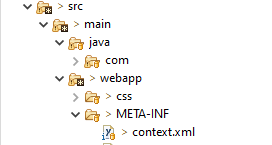 > src
> main
java
com
> webapp
> css
> META-INF
> context.xml